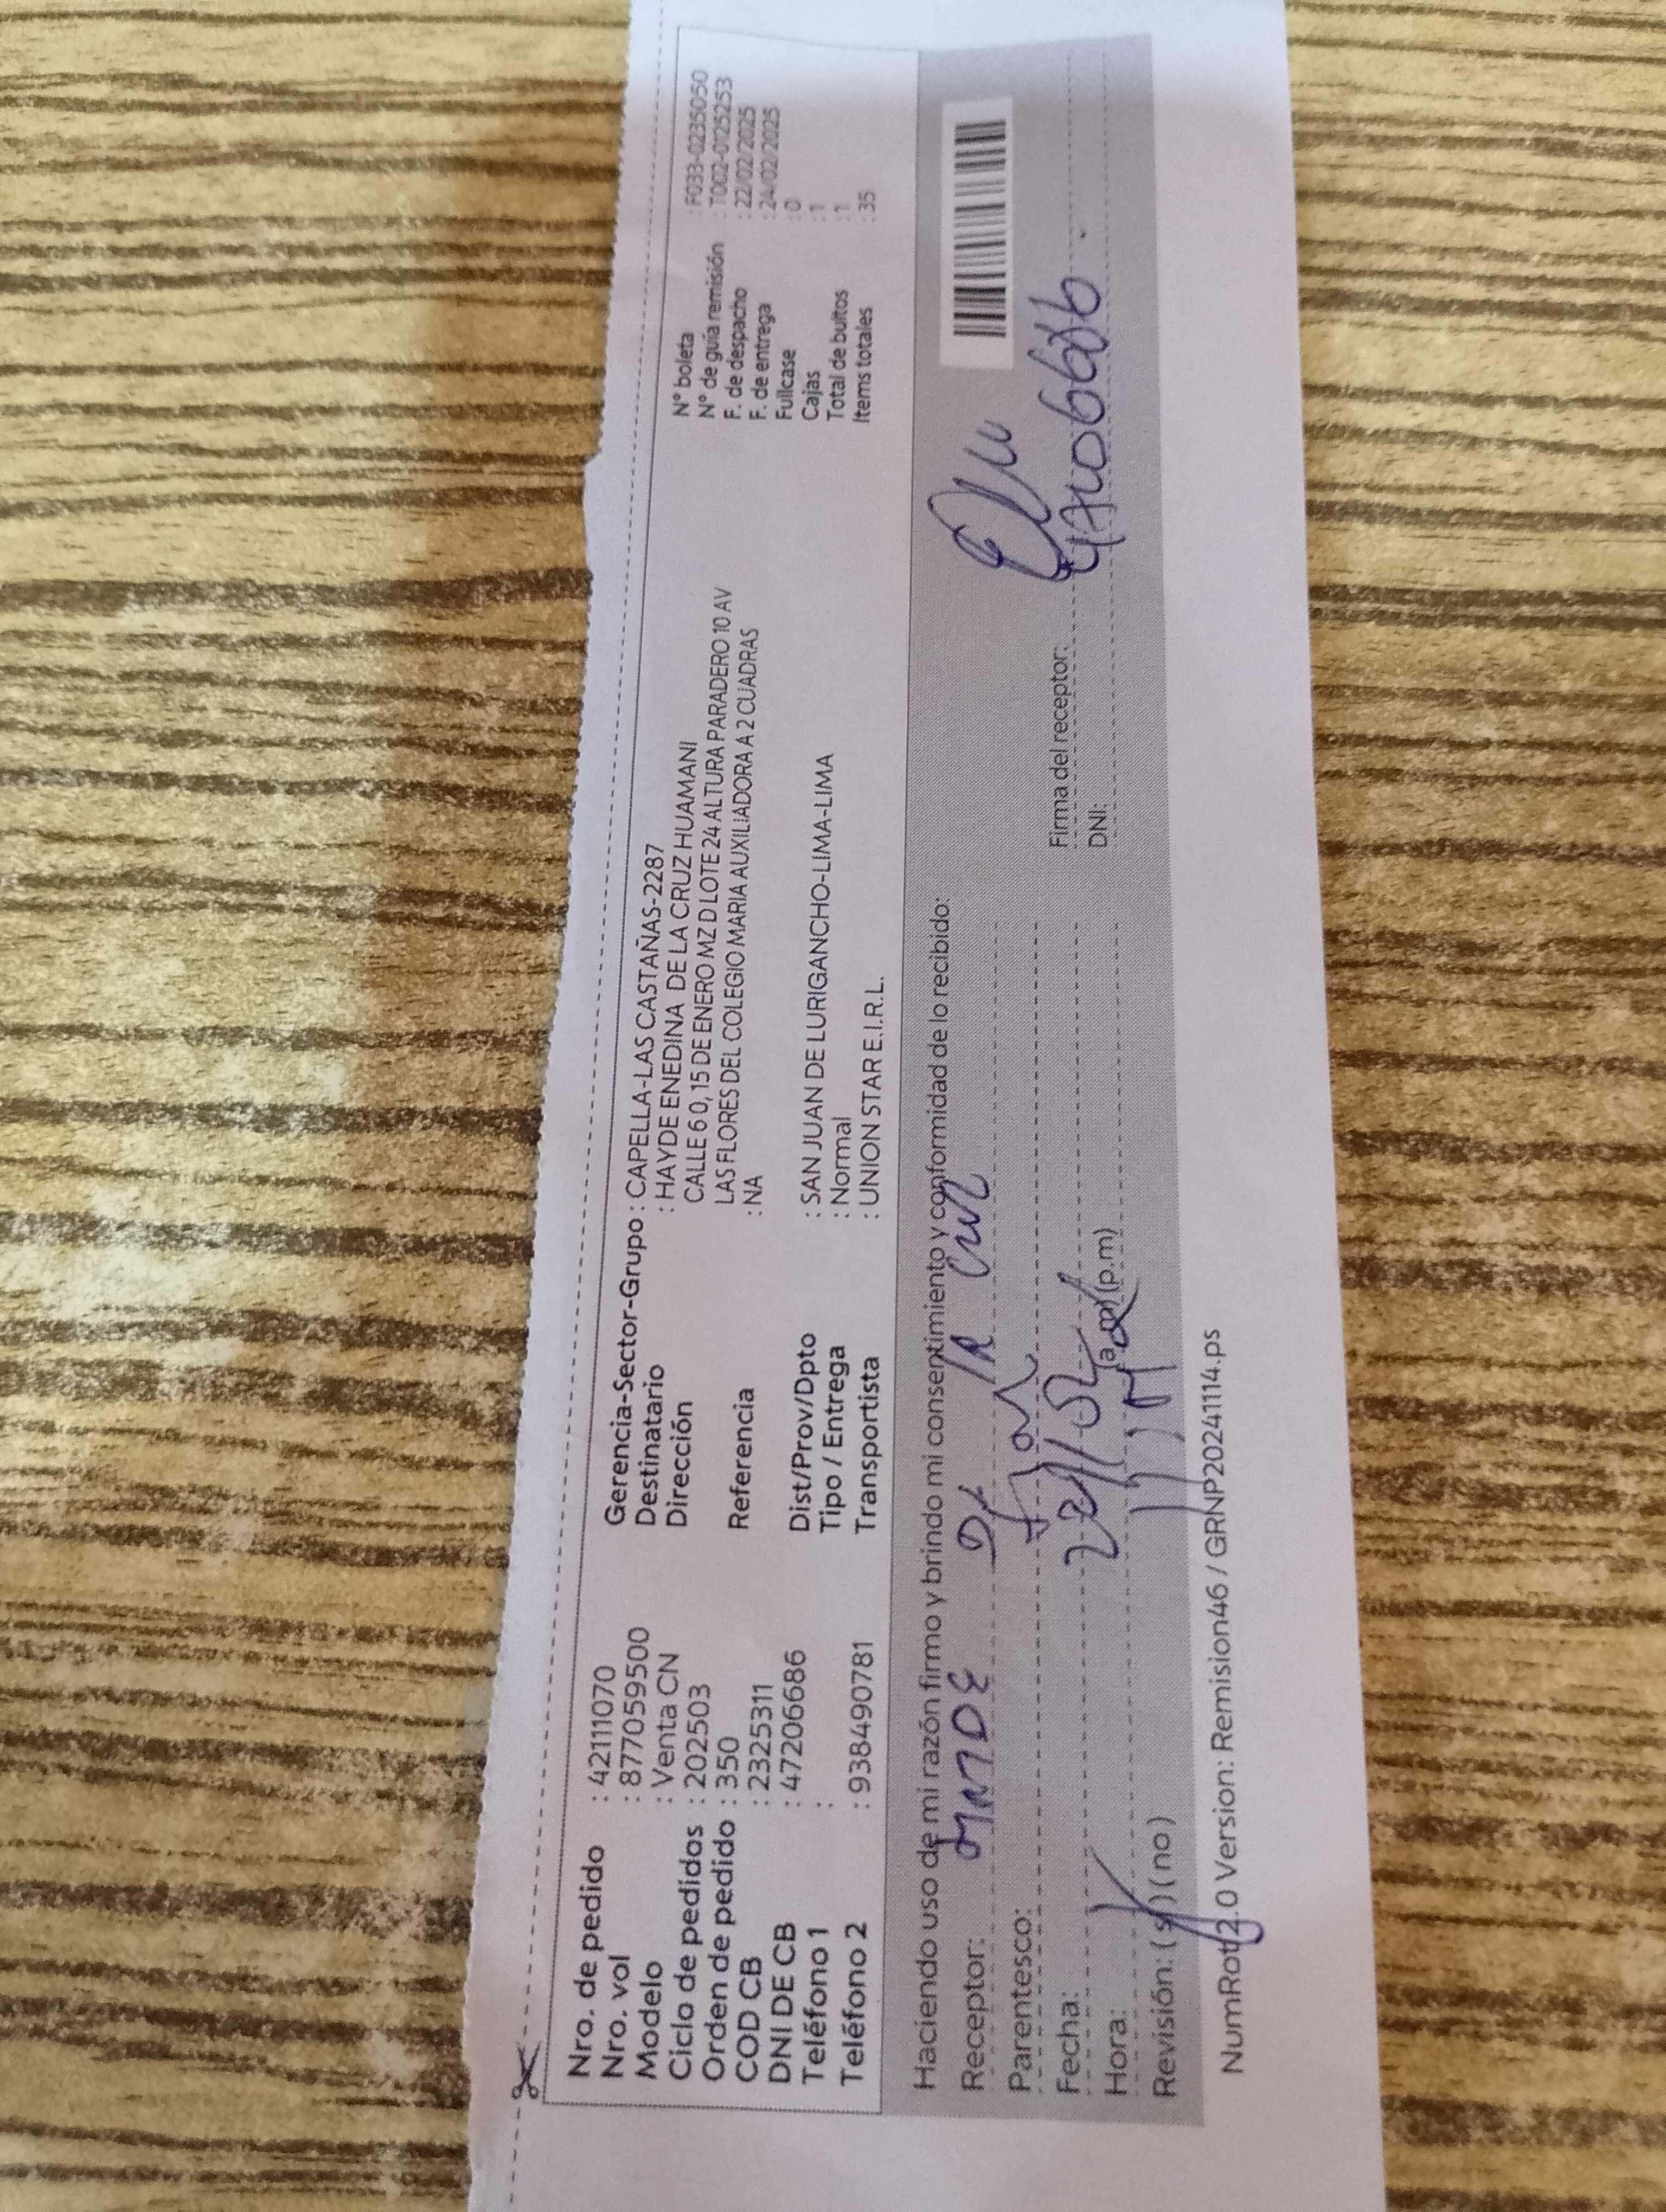 Nro. de pedido : 42111070
Nro. vol : 8770595500
Modelo : Venta CN
Ciclo de pedidos : 202503
Orden de pedido : 350
COD CB : 2325311
DNI DE CB : 47206686
Teléfono 1 :
Teléfono 2 : 938490781
Gerencia-Sector-Grupo : CAPELLA-LAS CASTAÑAS-2287
Destinatario : HAYDE ENEDINA DE LA CRUZ HUAMANI
Dirección CALLE 6 0, 15 DE ENERO MZ D LOTE 24 ALTURA PARADERO 10 AV
LAS FLORES DEL COLEGIO MARIA AUXILIADORA A 2 CUADRAS
Referencia : NA
Dist/Prov/Dpto : SAN JUAN DE LURIGANCHO-LIMA-LIMA
Tipo / Entrega : Normal
Transportista : UNION STAR E.I.R.L.
N° boleta : F033-0235050
N° de guía remisión : T002-0125253
F. de despacho : 22/02/2025
F. de entrega : 24/02/2025
Fullcase : 0
Cajas : 1
Total de bultos : 1
Items totales : 35
Haciendo uso de mi razón firmo y brindo mi consentimiento y conformidad de lo recibido:
Receptor: De la Cruz
Parentesco:
Fecha:
Hora: (a.m) (p.m)
Revisión: (si) (no)
Firma del receptor:
DNI:
NumRot2.0 Version: Remision46 / GRNP20241114.ps